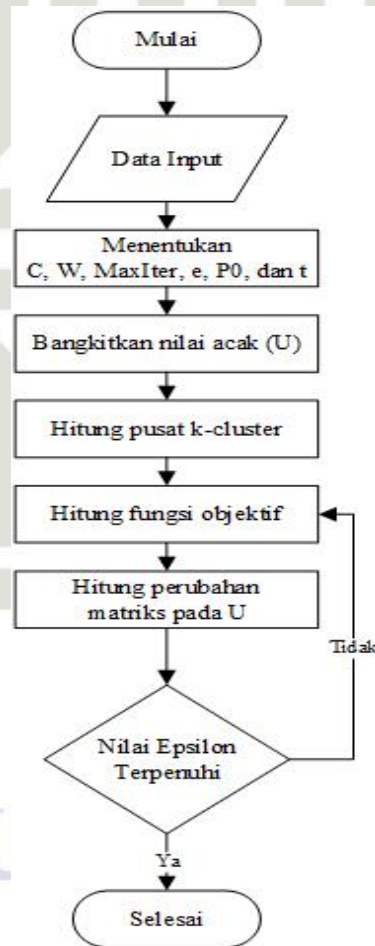 Mulai
Data Input
Menentukan
C, W, MaxIter, e, P0, dan t
Bangkitkan nilai acak (U)
Hitung pusat k-cluster
Hitung fungsi objektif
Hitung perubahan
matriks pada U
Tidak
Nilai Epsilon
Terpenuhi
Ya
Selesai